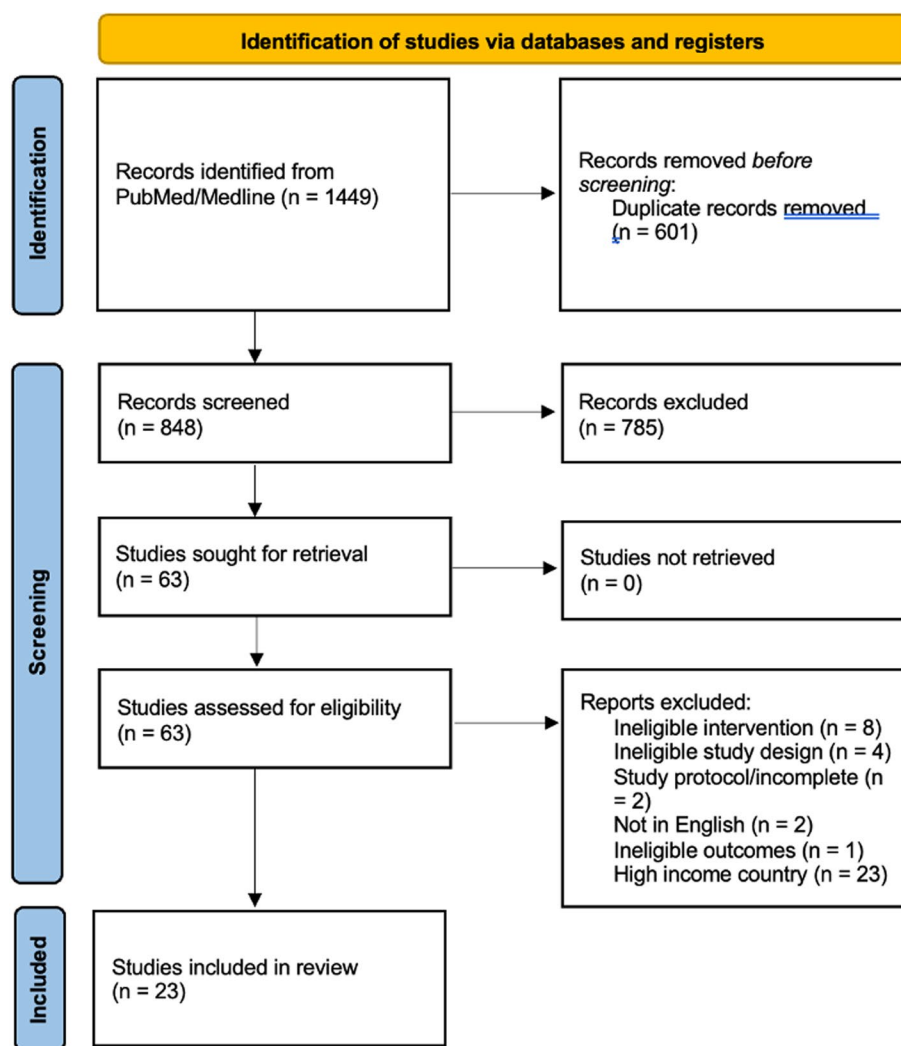 Identification of studies via databases and registers
Identification
Records identified from
PubMed/Medline (n = 1449)
Records removed before
screening:
Duplicate records removed
(n = 601)
Screening
Records screened
(n = 848)
Records excluded
(n = 785)
Studies sought for retrieval
(n = 63)
Studies not retrieved
(n = 0)
Studies assessed for eligibility
(n = 63)
Reports excluded:
Ineligible intervention (n = 8)
Ineligible study design (n = 4)
Study protocol/incomplete (n
= 2)
Not in English (n = 2)
Ineligible outcomes (n = 1)
High income country (n = 23)
Included
Studies included in review
(n = 23)